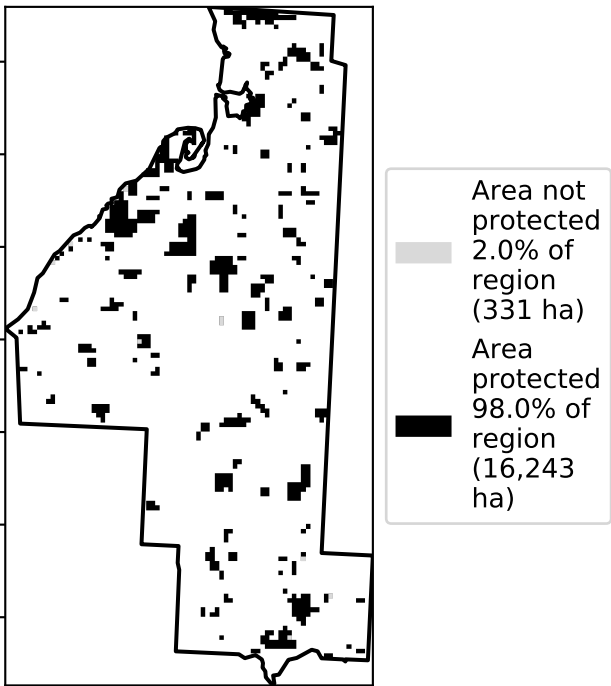 Area not
protected
2.0% of
region
(331 ha)
Area
protected
98.0% of
region
(16,243
ha)